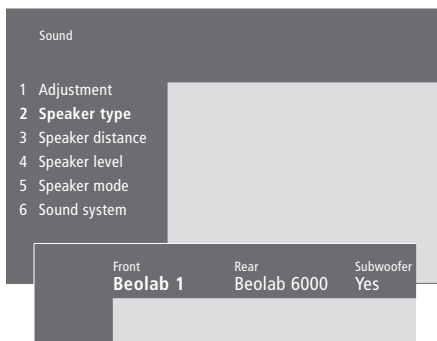 Sound
1 Adjustment
2 Speaker type
3 Speaker distance
4 Speaker level
5 Speaker mode
6 Sound system
Front Rear Subwoofer
Beolab 1 Beolab 6000 Yes